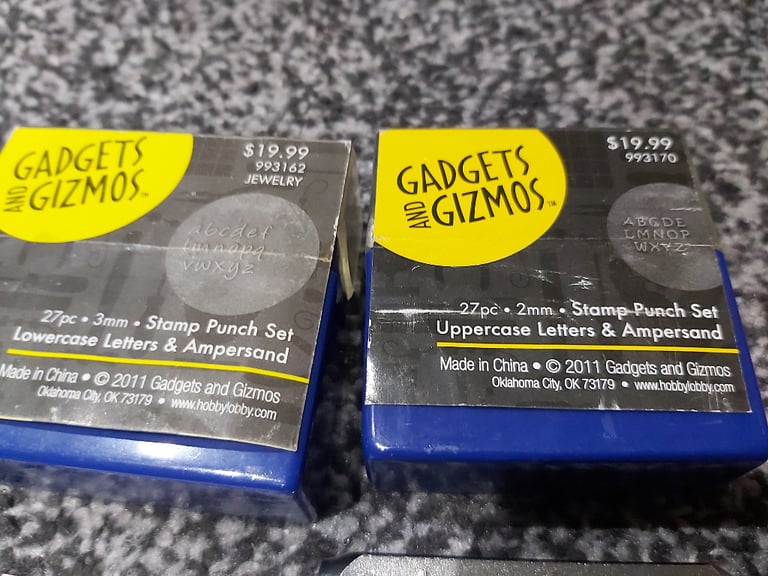 GADGETS
AND GIZMOS™
$19.99
993162
JEWELRY
abcdef
lmnopq
vwxyz
27pc • 3mm • Stamp Punch Set
Lowercase Letters & Ampersand
Made in China • © 2011 Gadgets and Gizmos
Oklahoma City, OK 73179 • www.hobbylobby.com
GADGETS
AND GIZMOS™
$19.99
993170
ABCDE
LMNOP
WXYZ
27pc • 2mm • Stamp Punch Set
Uppercase Letters & Ampersand
Made in China • © 2011 Gadgets and Gizmos
Oklahoma City, OK 73179 • www.hobbylobby.com